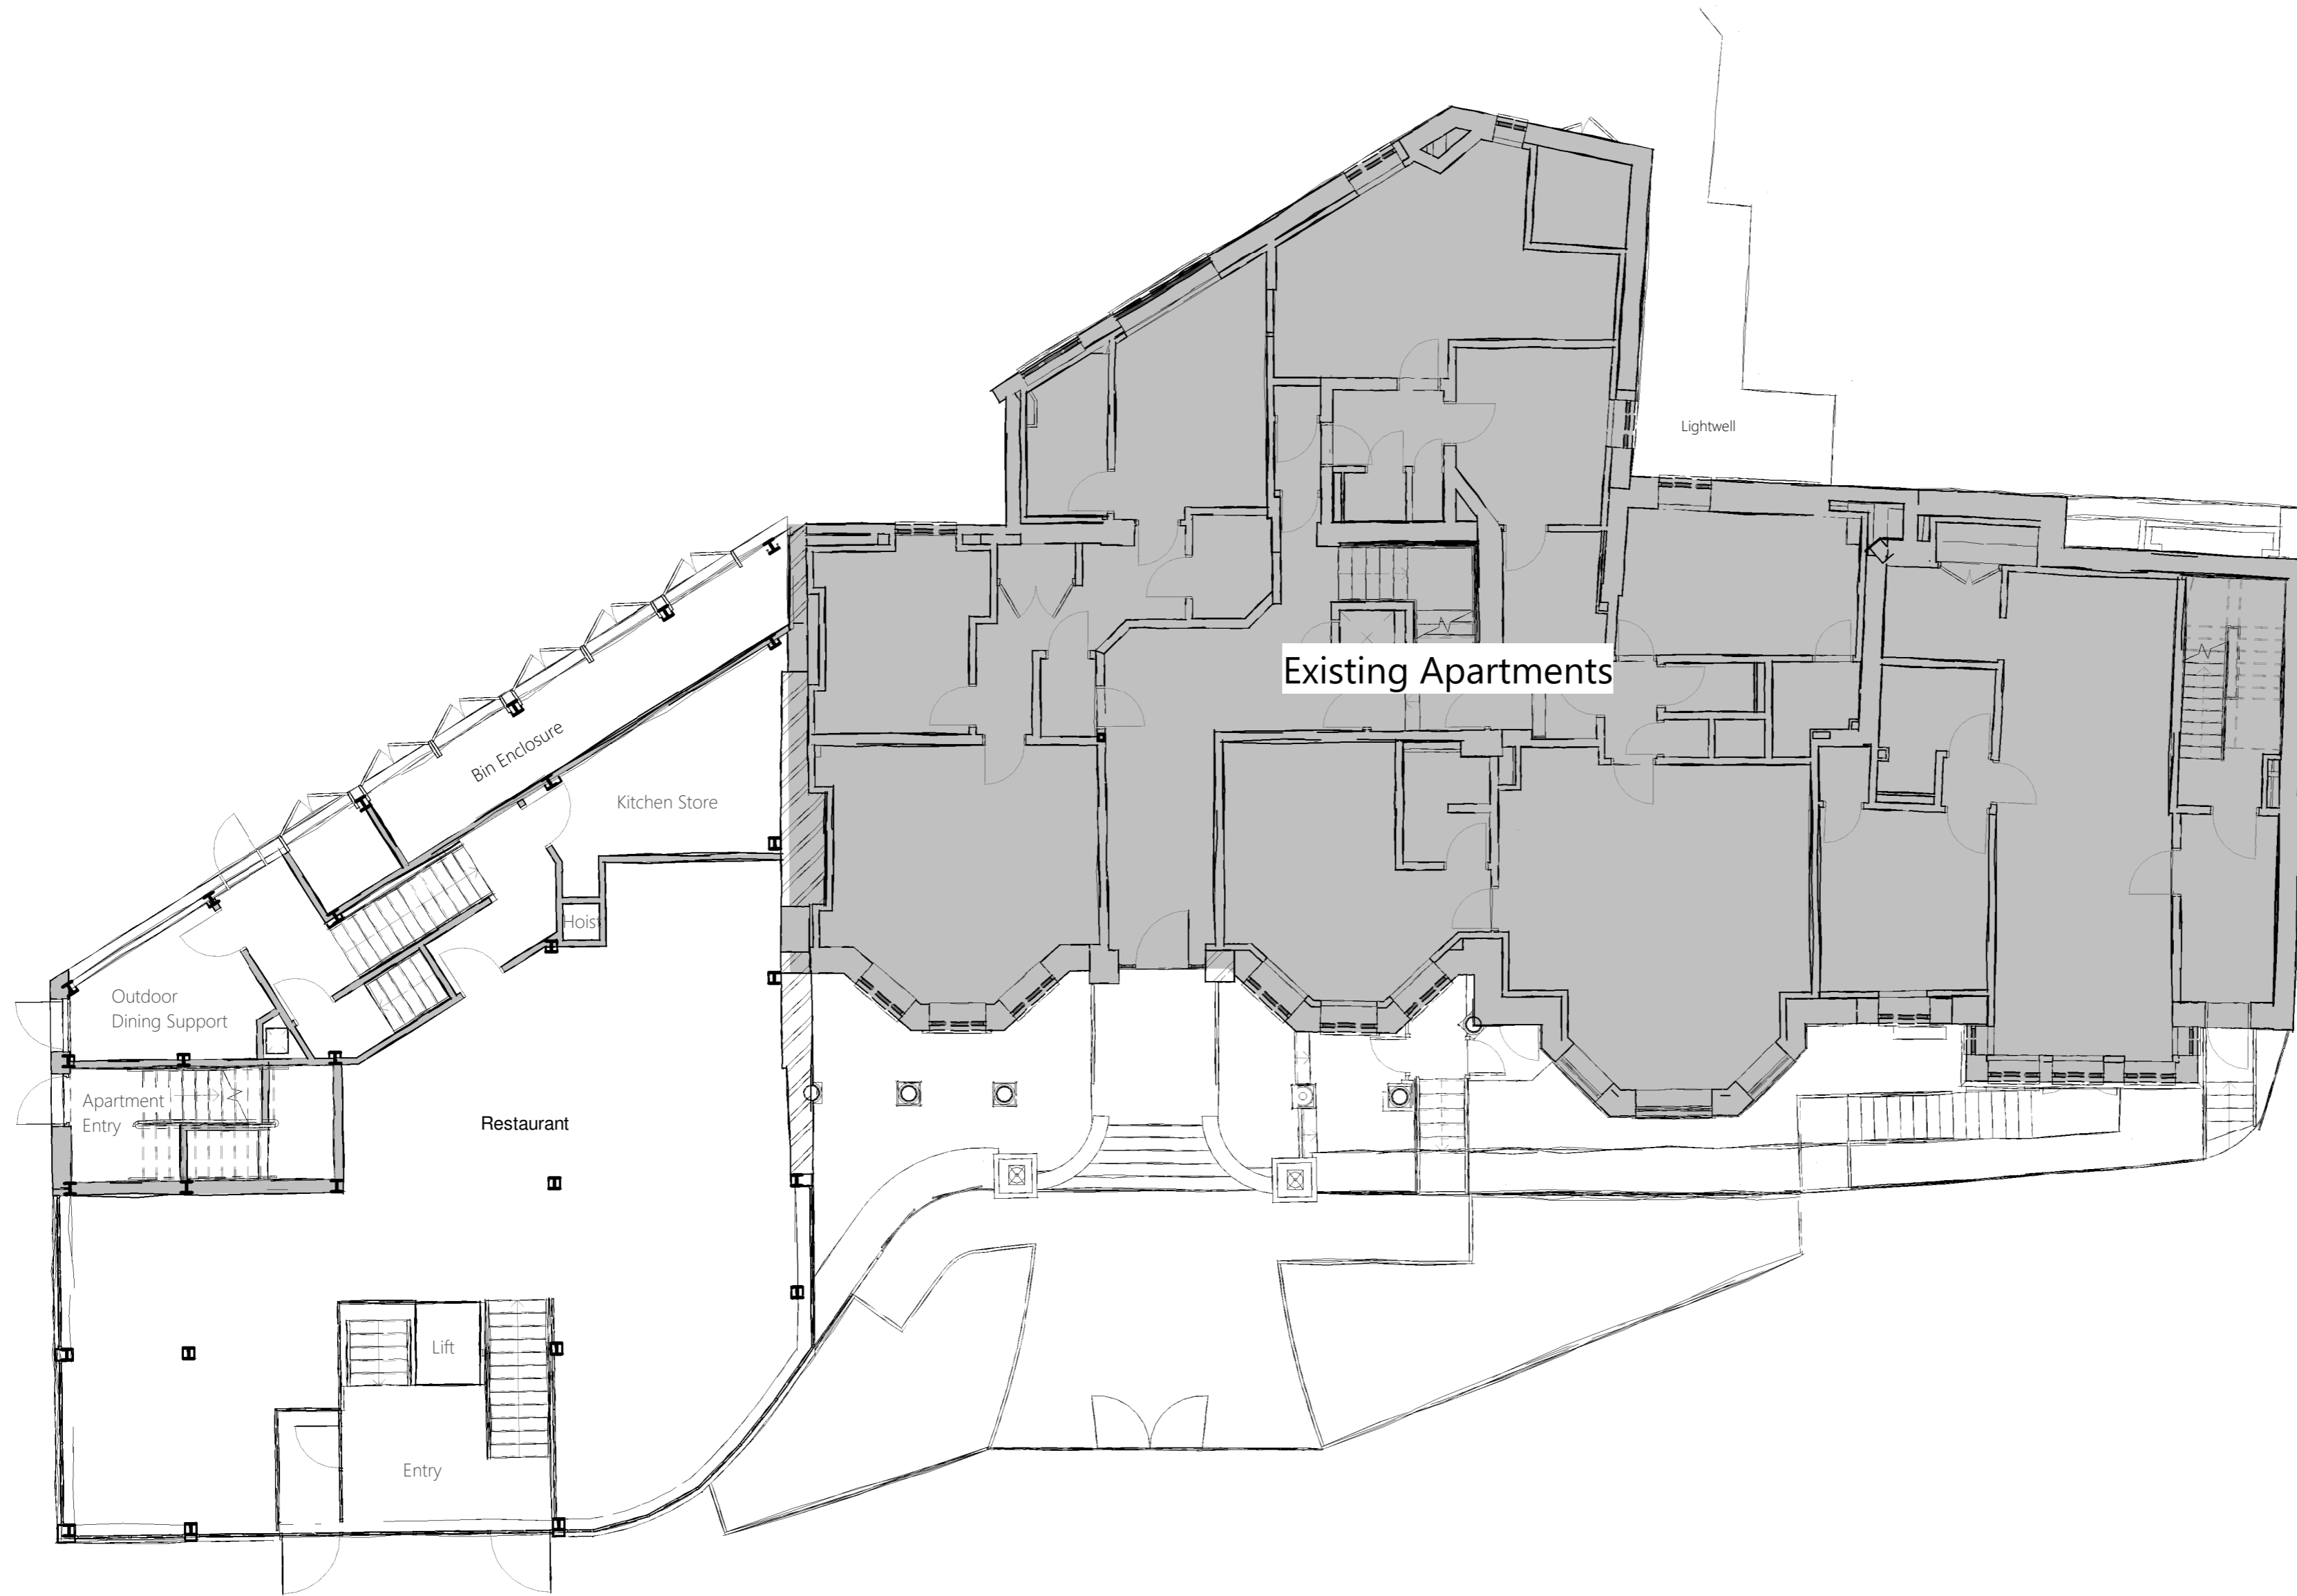 Lightwell
Existing Apartments
Bin Enclosure
Kitchen Store
Hoist
Outdoor
Dining Support
Apartment
Entry
Restaurant
Lift
Entry